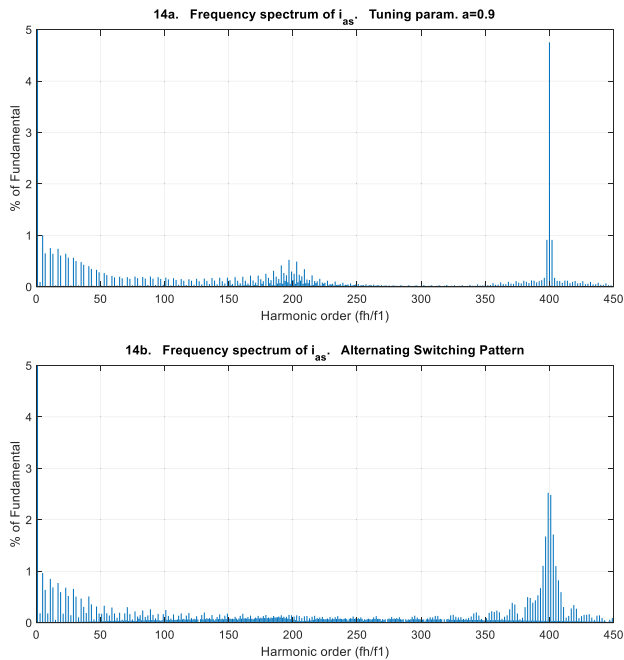 14a. Frequency spectrum of i_as. Tuning param. a=0.9
5
4
3
2
1
0
% of Fundamental
0 50 100 150 200 250 300 350 400 450
Harmonic order (fh/f1)
14b. Frequency spectrum of i_as. Alternating Switching Pattern
5
4
3
2
1
0
% of Fundamental
0 50 100 150 200 250 300 350 400 450
Harmonic order (fh/f1)